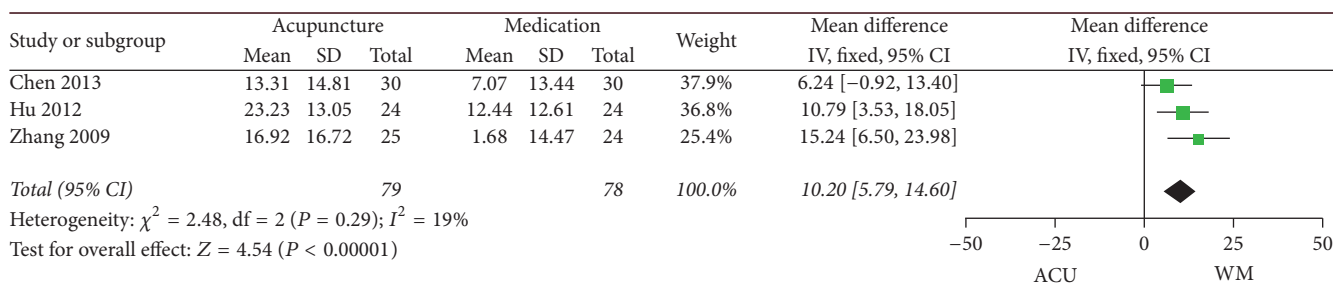 Study or subgroup Acupuncture Medication Weight Mean difference Mean difference
Mean SD Total Mean SD Total IV, fixed, 95% CI IV, fixed, 95% CI
Chen 2013 13.31 14.81 30 7.07 13.44 30 37.9% 6.24 [−0.92, 13.40]
Hu 2012 23.23 13.05 24 12.44 12.61 24 36.8% 10.79 [3.53, 18.05]
Zhang 2009 16.92 16.72 25 1.68 14.47 24 25.4% 15.24 [6.50, 23.98]
Total (95% CI) 79 78 100.0% 10.20 [5.79, 14.60]
Heterogeneity: χ² = 2.48, df = 2 (P = 0.29); I² = 19%
Test for overall effect: Z = 4.54 (P < 0.00001)
−50 −25 0 25 50
ACU WM